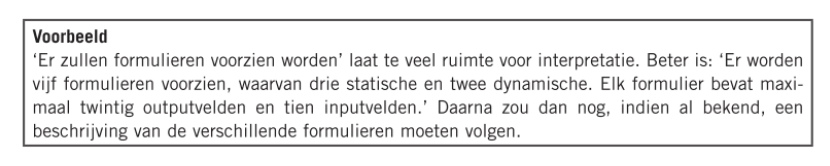 Voorbeeld
‘Er zullen formulieren voorzien worden’ laat te veel ruimte voor interpretatie. Beter is: ‘Er worden
vijf formulieren voorzien, waarvan drie statische en twee dynamische. Elk formulier bevat maxi-
maal twintig outputvelden en tien inputvelden.’ Daarna zou dan nog, indien al bekend, een
beschrijving van de verschillende formulieren moeten volgen.